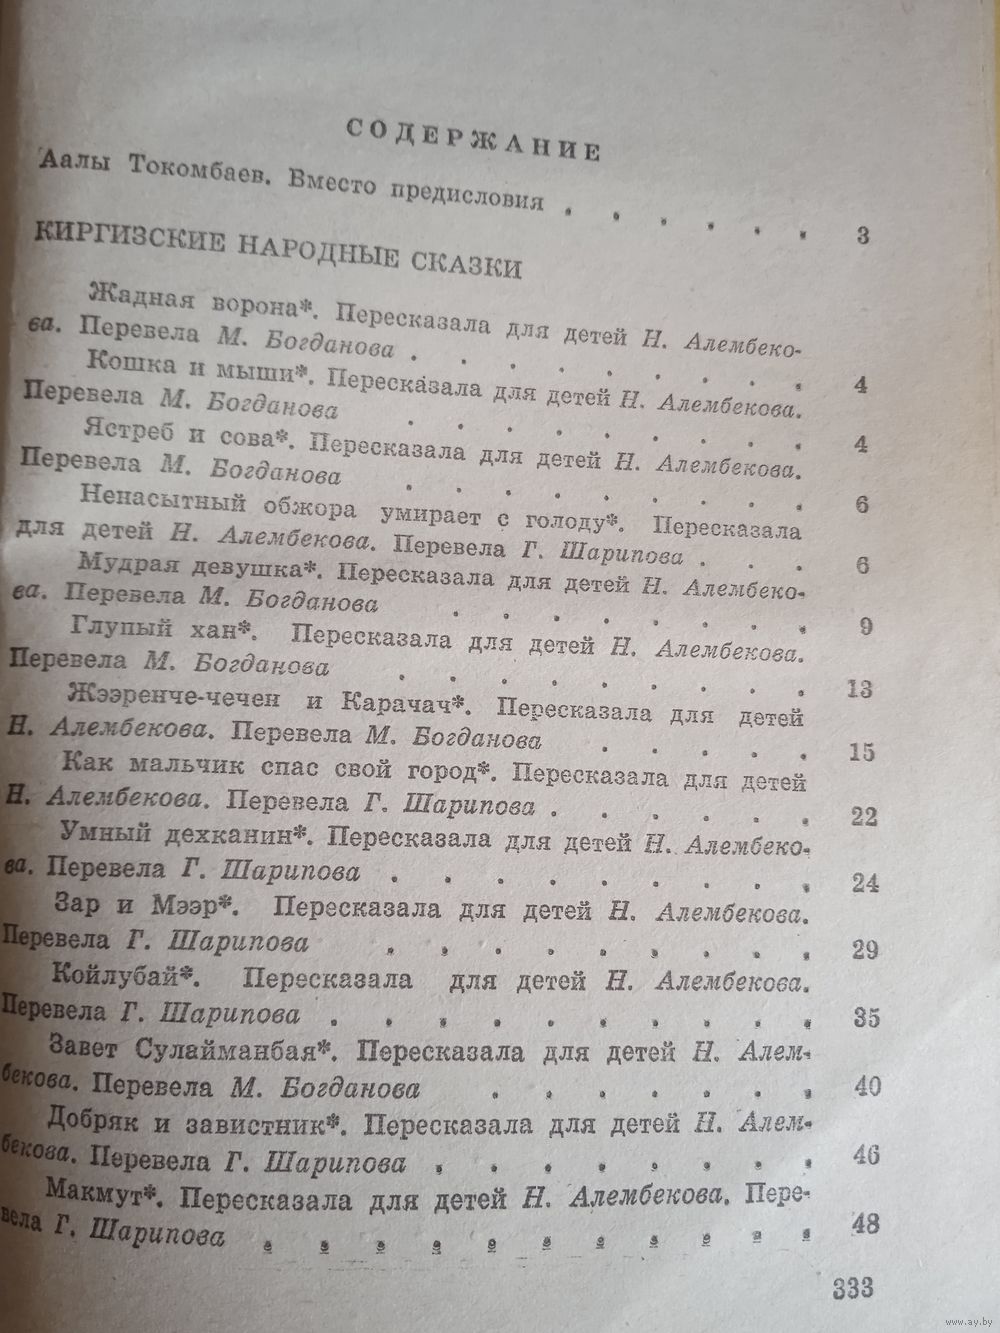 СОДЕРЖАНИЕ
Аалы Токомбаев. Вместо предисловия . . . . . . 3
КИРГИЗСКИЕ НАРОДНЫЕ СКАЗКИ
Жадная ворона*. Пересказала для детей Н. Алембеко-
ва. Перевела М. Богданова . . . . . . . . . 4
Кошка и мыши*. Пересказала для детей Н. Алембекова.
Перевела М. Богданова . . . . . . . . . 4
Ястреб и сова*. Пересказала для детей Н. Алембекова.
Перевела М. Богданова . . . . . . . . . 6
Ненасытный обжора умирает с голоду*. Пересказала
для детей Н. Алембекова. Перевела Г. Шарипова . . . 6
Мудрая девушка*. Пересказала для детей Н. Алембеко-
ва. Перевела М. Богданова . . . . . . . . 9
Глупый хан*. Пересказала для детей Н. Алембекова.
Перевела М. Богданова . . . . . . . . . 13
Жээренче-чечен и Карачач*. Пересказала для детей
Н. Алембекова. Перевела М. Богданова . . . . . 15
Как мальчик спас свой город*. Пересказала для детей
Н. Алембекова. Перевела Г. Шарипова . . . . . . 22
Умный дехканин*. Пересказала для детей Н. Алембеко-
ва. Перевела Г. Шарипова . . . . . . . . . 24
Зар и Мээр*. Пересказала для детей Н. Алембекова.
Перевела Г. Шарипова . . . . . . . . . 29
Койлубай*. Пересказала для детей Н. Алембекова.
Перевела Г. Шарипова . . . . . . . . . . 35
Завет Сулайманбая*. Пересказала для детей Н. Алем-
бекова. Перевела М. Богданова . . . . . . . 40
Добряк и завистник*. Пересказала для детей Н. Алем-
бекова. Перевела Г. Шарипова . . . . . . . . 46
Макмут*. Пересказала для детей Н. Алембекова. Пере-
вела Г. Шарипова . . . . . . . . . . . 48
333
www.ay.by